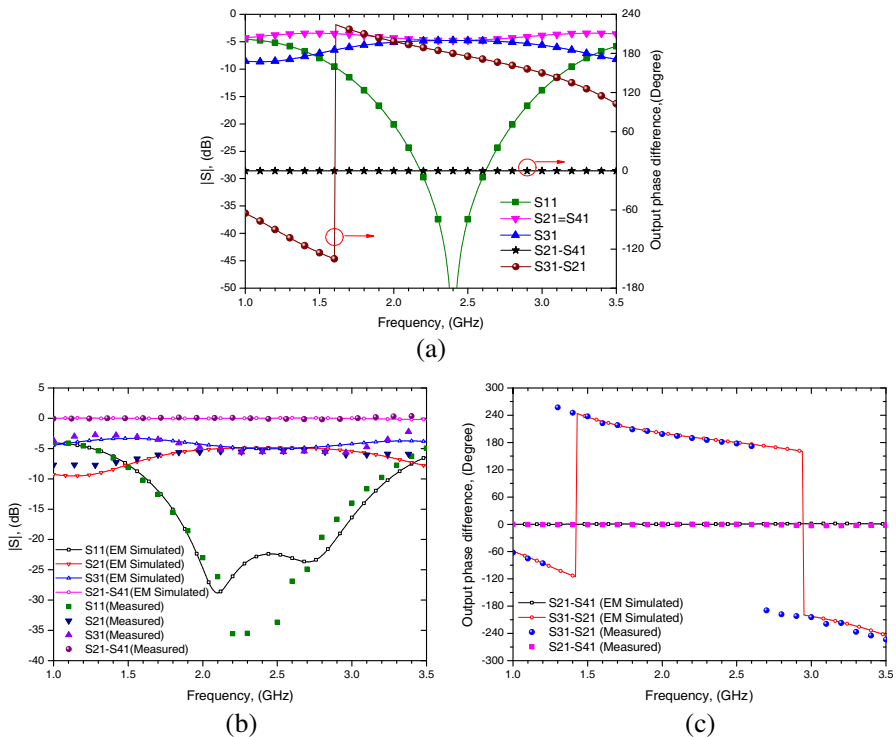 0
-5
-10
-15
-20
-25
-30
-35
-40
-45
-50
|S|, (dB)
240
180
120
60
0
-60
-120
-180
Output phase difference,(Degree)
S11
S21=S41
S31
S21-S41
S31-S21
1.0 1.5 2.0 2.5 3.0 3.5
Frequency, (GHz)
(a)
5
0
-5
-10
-15
-20
-25
-30
-35
-40
|S|, (dB)
S11(EM Simulated)
S21(EM Simulated)
S31(EM Simulated)
S21-S41(EM Simulated)
S11(Measured)
S21(Measured)
S31(Measured)
S21-S41(Measured)
1.0 1.5 2.0 2.5 3.0 3.5
Frequency, (GHz)
(b)
300
240
180
120
60
0
-60
-120
-180
-240
-300
Output phase difference, (Degree)
S21-S41 (EM Simulated)
S31-S21 (EM Simulated)
S31-S21 (Measured)
S21-S41 (Measured)
1.0 1.5 2.0 2.5 3.0 3.5
Frequency, (GHz)
(c)